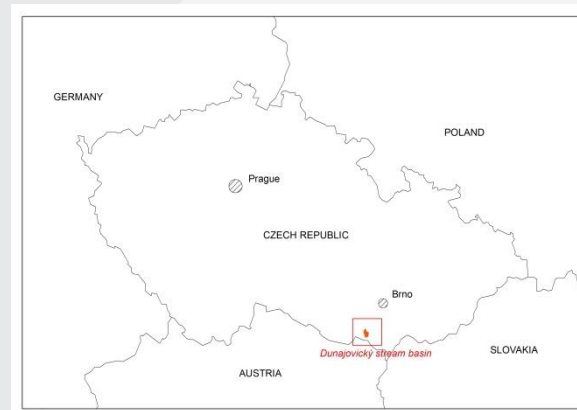 GERMANY
POLAND
Prague
CZECH REPUBLIC
Brno
Dunajovický stream basin
SLOVAKIA
AUSTRIA